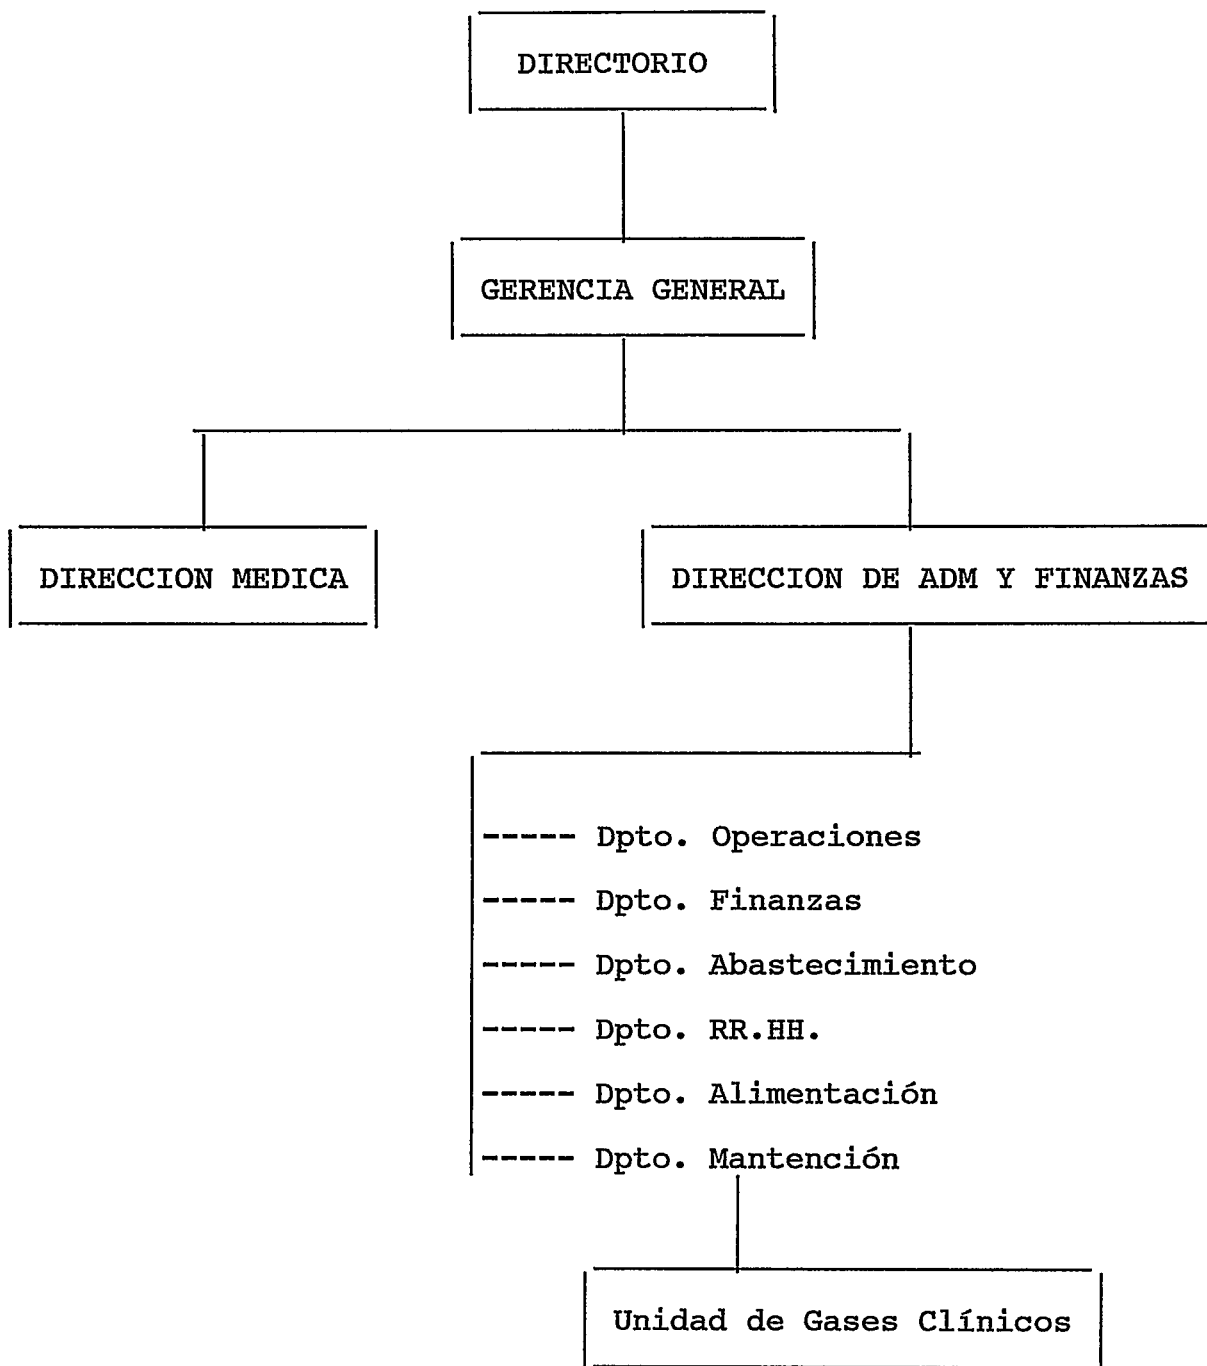 DIRECTORIO
GERENCIA GENERAL
DIRECCION MEDICA
DIRECCION DE ADM Y FINANZAS
----- Dpto. Operaciones
----- Dpto. Finanzas
----- Dpto. Abastecimiento
----- Dpto. RR.HH.
----- Dpto. Alimentación
----- Dpto. Mantención
Unidad de Gases Clínicos